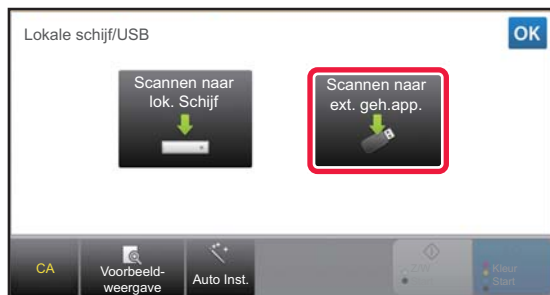 Lokale schijf/USB
OK
Scannen naar
lok. Schijf
Scannen naar
ext. geh.app.
CA
Voorbeeld-
weergave
Auto Inst.
Z/W
Start
Kleur
Start